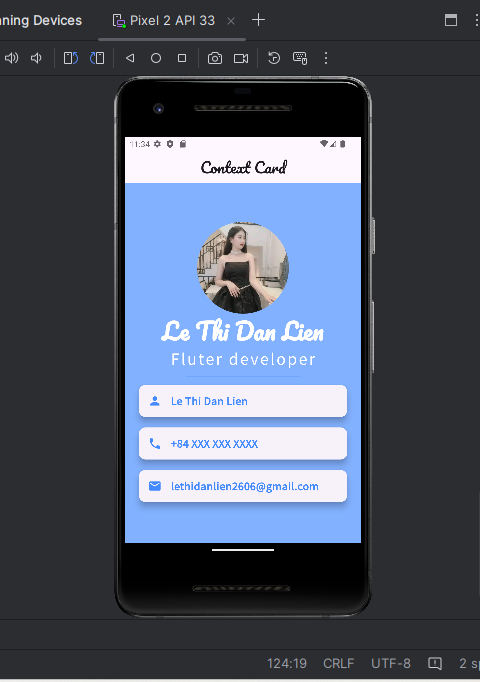 ning Devices
Pixel 2 API 33
11:34
Context Card
Le Thi Dan Lien
Fluter developer
Le Thi Dan Lien
+84 XXX XXX XXXX
lethidanlien2606@gmail.com
124:19 CRLF UTF-8 2 sp